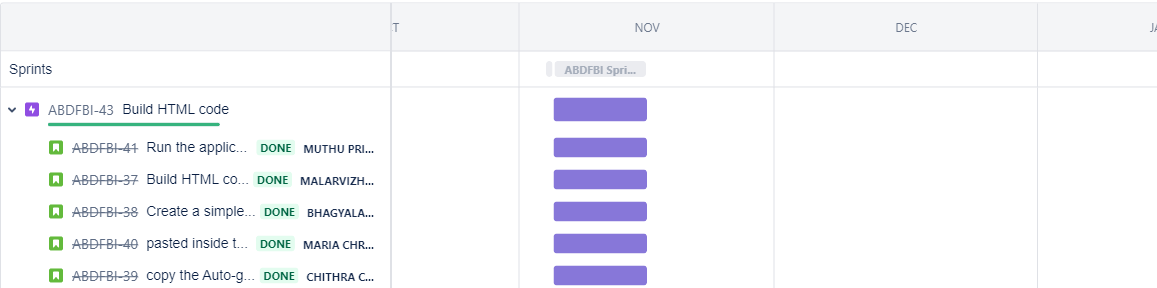 T NOV DEC JA
Sprints ABDFBI Spri...
ABDFBI-43 Build HTML code
ABDFBI-41 Run the applic... DONE MUTHU PRI...
ABDFBI-37 Build HTML co... DONE MALARVIZH...
ABDFBI-38 Create a simple... DONE BHAGYALA...
ABDFBI-40 pasted inside t... DONE MARIA CHR...
ABDFBI-39 copy the Auto-g... DONE CHITHRA C...